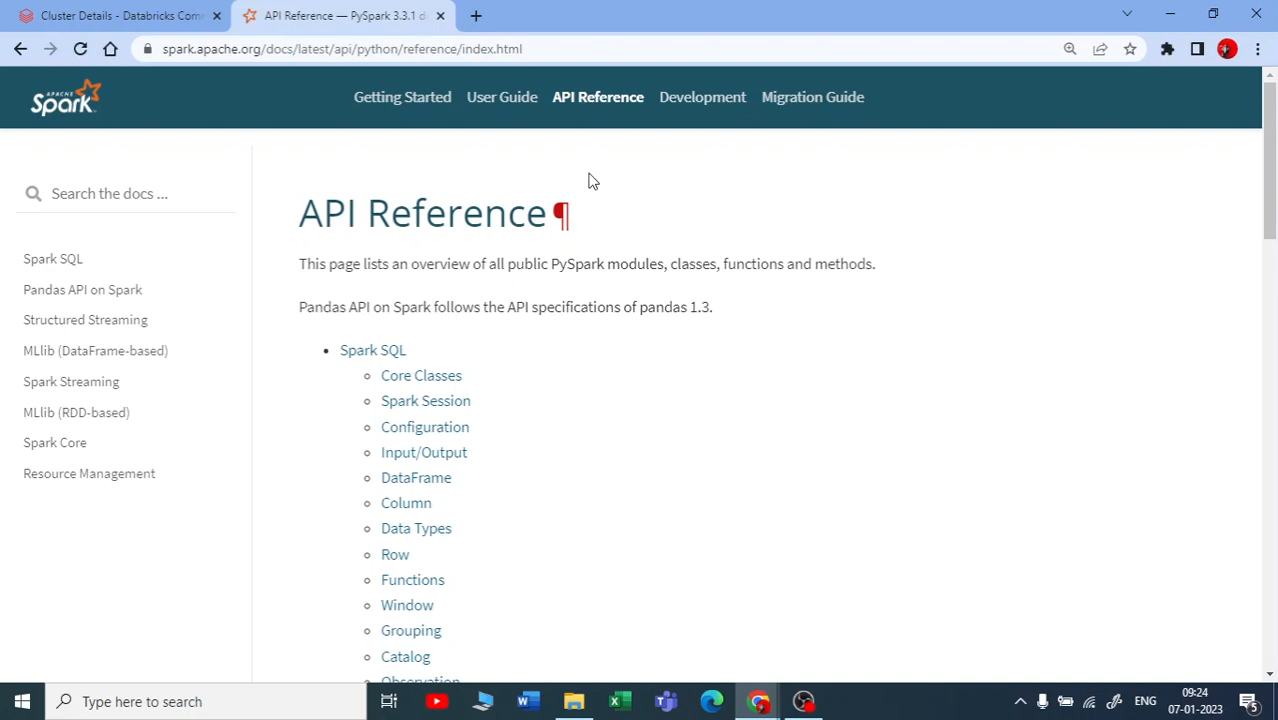 Cluster Details - Databricks Com
API Reference — PySpark 3.3.1 d
spark.apache.org/docs/latest/api/python/reference/index.html
APACHE
Spark
Getting Started
User Guide
API Reference
Development
Migration Guide
Search the docs ...
Spark SQL
Pandas API on Spark
Structured Streaming
MLlib (DataFrame-based)
Spark Streaming
MLlib (RDD-based)
Spark Core
Resource Management
API Reference¶
This page lists an overview of all public PySpark modules, classes, functions and methods.
Pandas API on Spark follows the API specifications of pandas 1.3.
Spark SQL
Core Classes
Spark Session
Configuration
Input/Output
DataFrame
Column
Data Types
Row
Functions
Window
Grouping
Catalog
Observation
Type here to search
ENG
09:24
07-01-2023
5